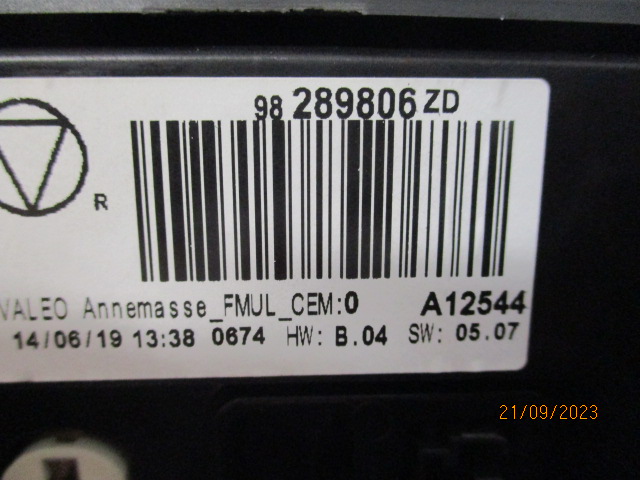 98 289806 ZD
R
VALEO Annemasse_FMUL_CEM:0 A12544
14/06/19 13:38 0674 HW: B.04 SW: 05.07
21/09/2023